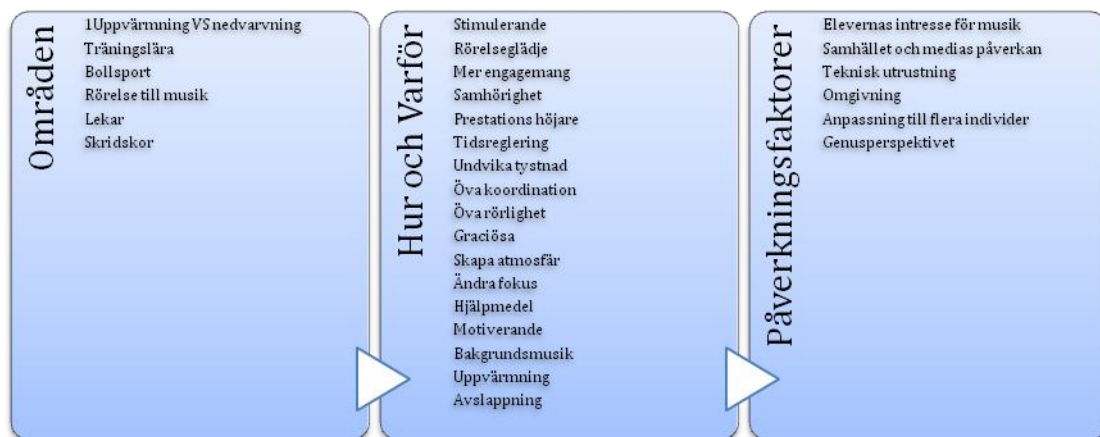 Områden
1Uppvärmning VS nedvarvning
Träningslära
Bollsport
Rörelse till musik
Lekar
Skridskor
Hur och Varför
Stimulerande
Rörelseglädje
Mer engagemang
Samhörighet
Prestations höjare
Tidsreglering
Undvika tystnad
Öva koordination
Öva rörlighet
Graciösa
Skapa atmosfär
Ändra fokus
Hjälpmedel
Motiverande
Bakgrundsmusik
Uppvärmning
Avslappning
Påverkningsfaktorer
Elevernas intresse för musik
Samhället och medias påverkan
Teknisk utrustning
Omgivning
Anpassning till flera individer
Genusperspektivet